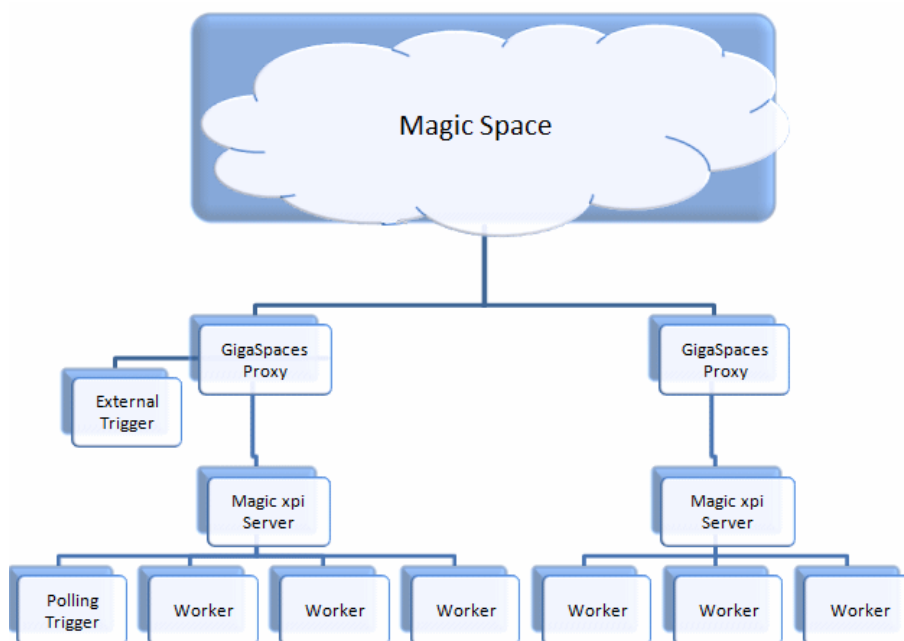 Magic Space
GigaSpaces
Proxy
GigaSpaces
Proxy
External
Trigger
Magic xpi
Server
Magic xpi
Server
Polling
Trigger
Worker
Worker
Worker
Worker
Worker
Worker